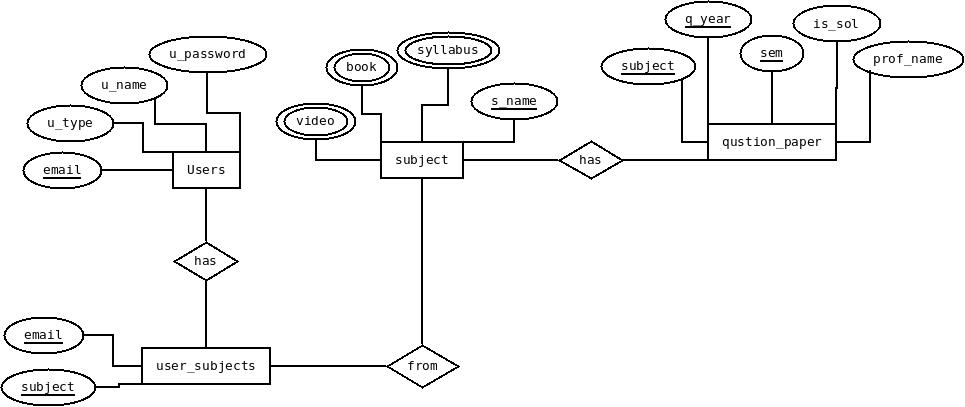 q_year
is_sol
u_password
book
syllabus
subject
sem
prof_name
u_name
s_name
u_type
video
Users
subject
has
qustion_paper
email
has
email
user_subjects
from
subject